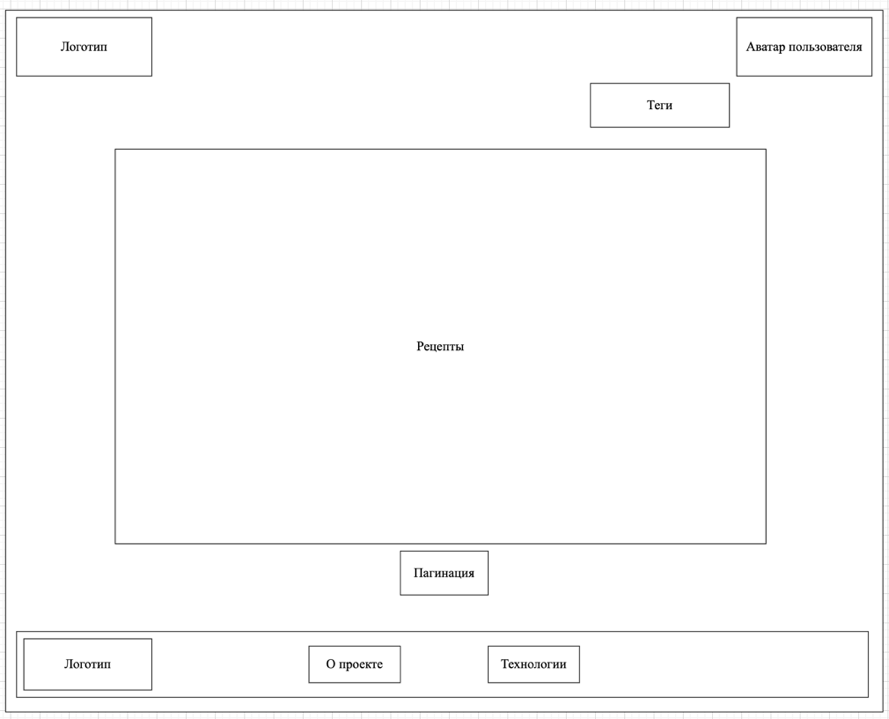 Логотип
Аватар пользователя
Теги
Рецепты
Пагинация
Логотип
О проекте
Технологии